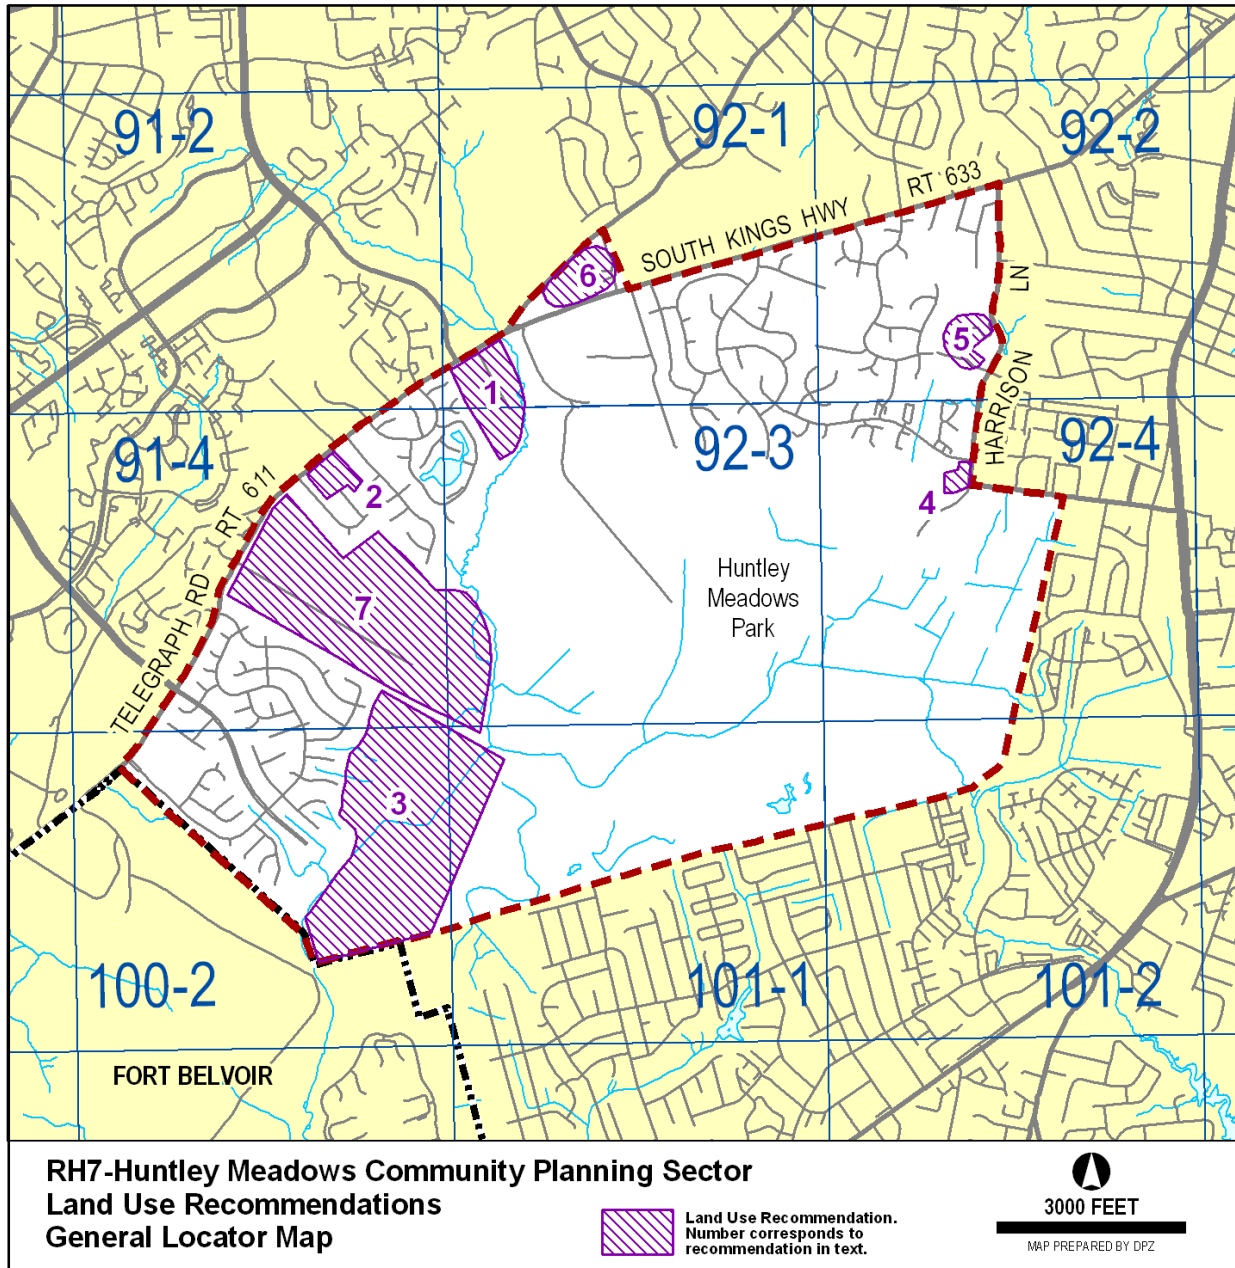 91-2
92-1
92-2
RT 633
SOUTH KINGS HWY
6
LN
5
1
HARRISON
91-4
92-3
92-4
RT 611
2
4
Huntley
Meadows
Park
7
TELEGRAPH RD
3
100-2
101-1
101-2
FORT BELVOIR
RH7-Huntley Meadows Community Planning Sector
Land Use Recommendations
General Locator Map
Land Use Recommendation.
Number corresponds to
recommendation in text.
3000 FEET
MAP PREPARED BY DPZ